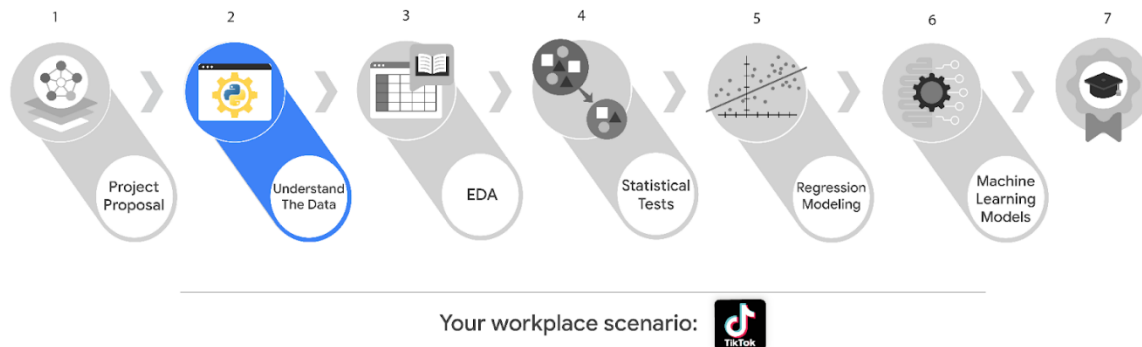 1
2
3
4
5
6
7
Project
Proposal
Understand
The Data
EDA
Statistical
Tests
Regression
Modeling
Machine
Learning
Models
Your workplace scenario:
TikTok